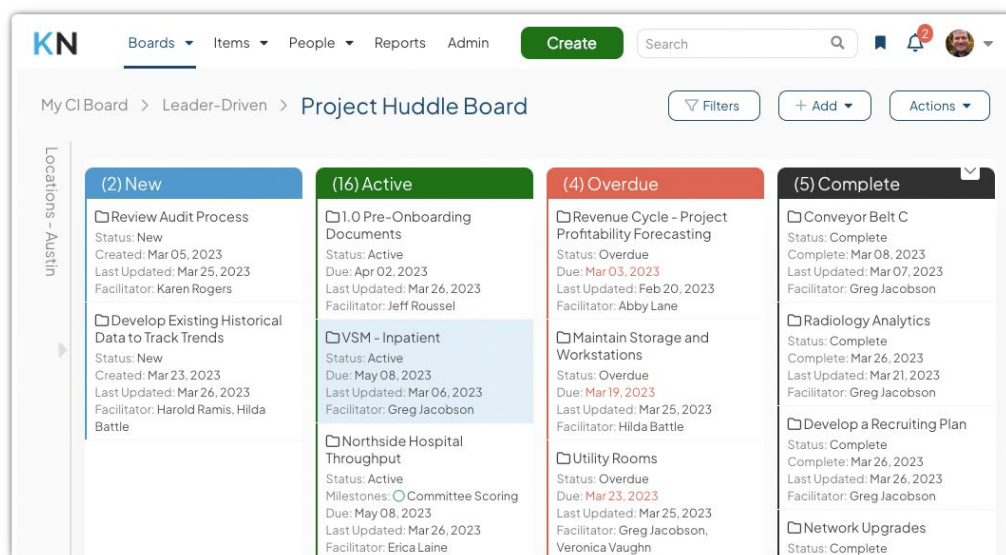 KN Boards Items People Reports Admin Create Search 2
My CI Board > Leader-Driven > Project Huddle Board Filters + Add Actions
Locations - Austin
(2) New
Review Audit Process
Status: New
Created: Mar 05, 2023
Last Updated: Mar 25, 2023
Facilitator: Karen Rogers
Develop Existing Historical
Data to Track Trends
Status: New
Created: Mar 23, 2023
Last Updated: Mar 26, 2023
Facilitator: Harold Ramis, Hilda
Battle
(16) Active
1.0 Pre-Onboarding
Documents
Status: Active
Due: Apr 02, 2023
Last Updated: Mar 26, 2023
Facilitator: Jeff Roussel
VSM - Inpatient
Status: Active
Due: May 08, 2023
Last Updated: Mar 06, 2023
Facilitator: Greg Jacobson
Northside Hospital
Throughput
Status: Active
Milestones: Committee Scoring
Due: May 08, 2023
Last Updated: Mar 26, 2023
Facilitator: Erica Laine
(4) Overdue
Revenue Cycle - Project
Profitability Forecasting
Status: Overdue
Due: Mar 03, 2023
Last Updated: Feb 20, 2023
Facilitator: Abby Lane
Maintain Storage and
Workstations
Status: Overdue
Due: Mar 19, 2023
Last Updated: Mar 25, 2023
Facilitator: Hilda Battle
Utility Rooms
Status: Overdue
Due: Mar 23, 2023
Last Updated: Mar 25, 2023
Facilitator: Greg Jacobson,
Veronica Vaughn
(5) Complete
Conveyor Belt C
Status: Complete
Complete: Mar 08, 2023
Last Updated: Mar 07, 2023
Facilitator: Greg Jacobson
Radiology Analytics
Status: Complete
Complete: Mar 26, 2023
Last Updated: Mar 21, 2023
Facilitator: Greg Jacobson
Develop a Recruiting Plan
Status: Complete
Complete: Mar 26, 2023
Last Updated: Mar 26, 2023
Facilitator: Greg Jacobson
Network Upgrades
Status: Complete